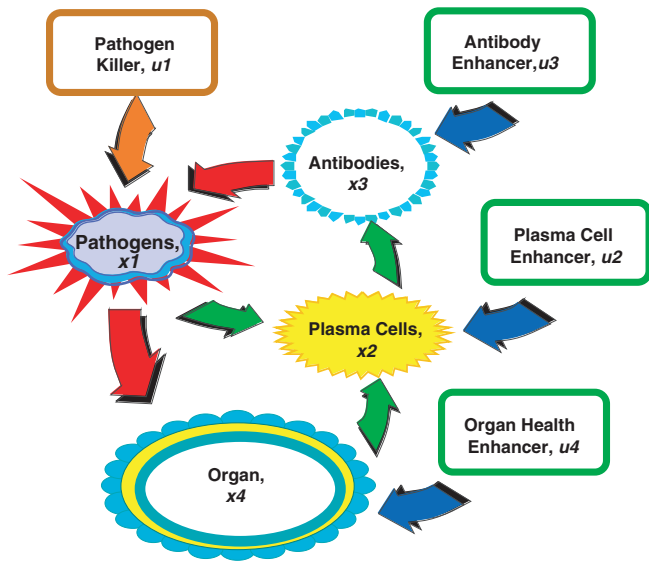 Pathogen
Killer, u1
Antibody
Enhancer,u3
Antibodies,
x3
Pathogens,
x1
Plasma Cell
Enhancer, u2
Plasma Cells,
x2
Organ Health
Enhancer, u4
Organ,
x4